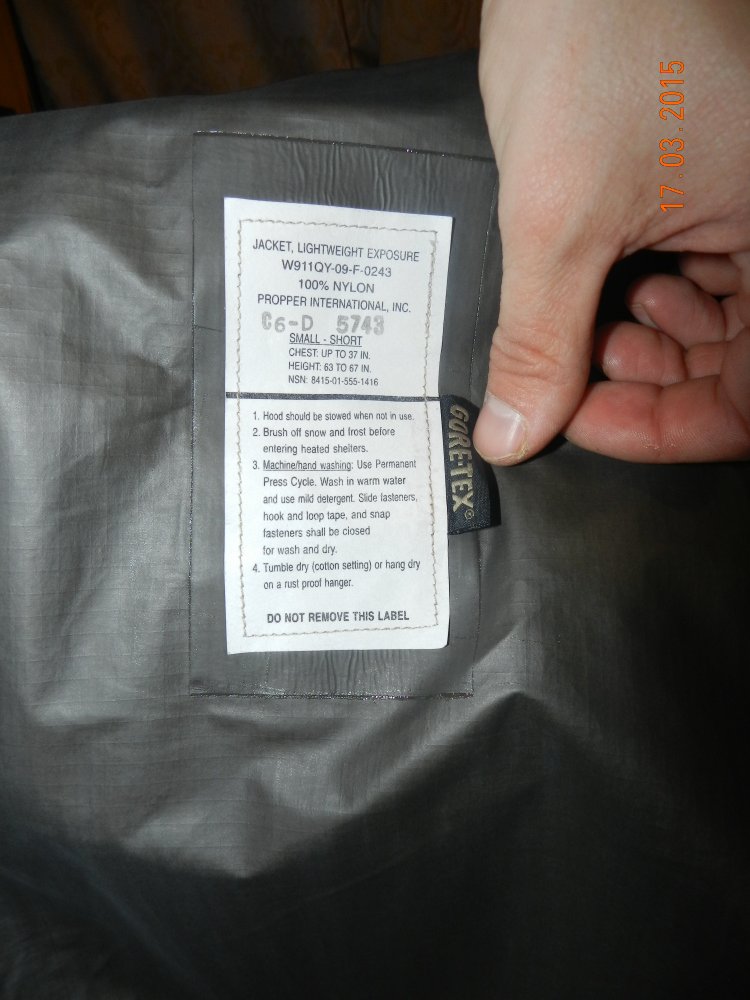 JACKET, LIGHTWEIGHT EXPOSURE
W911QY-09-F-0243
100% NYLON
PROPPER INTERNATIONAL, INC.
C6-D 5743
SMALL - SHORT
CHEST: UP TO 37 IN.
HEIGHT: 63 TO 67 IN.
NSN: 8415-01-555-1416
1. Hood should be stowed when not in use.
2. Brush off snow and frost before
entering heated shelters.
3. Machine/hand washing: Use Permanent
Press Cycle. Wash in warm water
and use mild detergent. Slide fasteners,
hook and loop tape, and snap
fasteners shall be closed
for wash and dry.
4. Tumble dry (cotton setting) or hang dry
on a rust proof hanger.
DO NOT REMOVE THIS LABEL
GORE-TEX®
17.03.2015